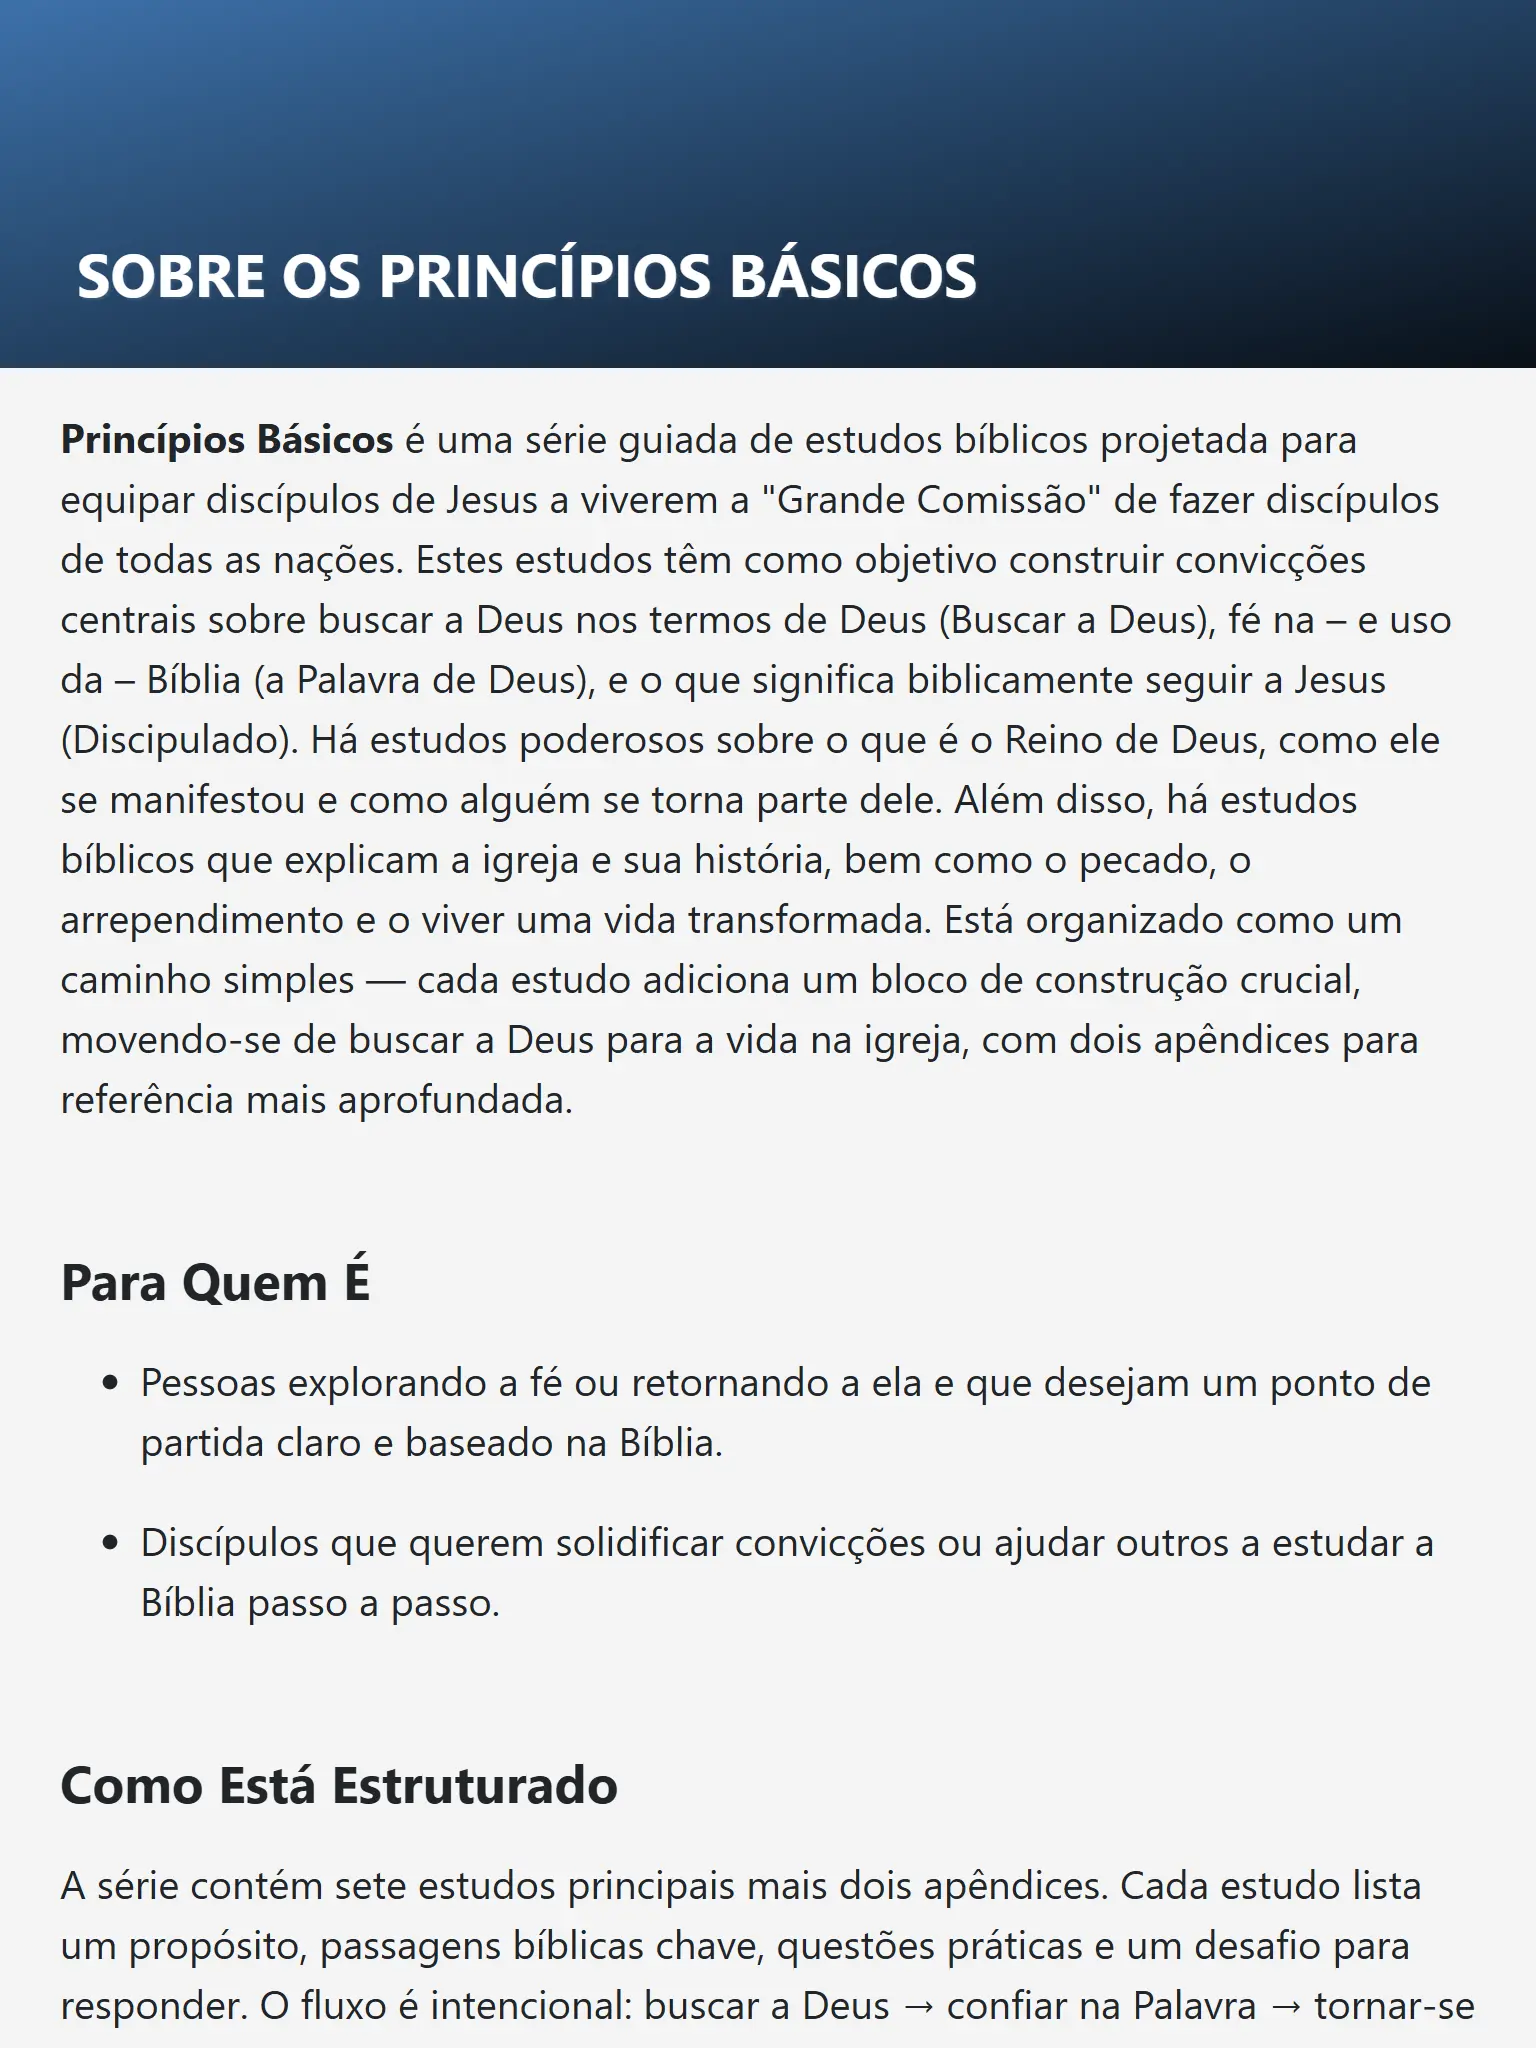 SOBRE OS PRINCÍPIOS BÁSICOS
Princípios Básicos é uma série guiada de estudos bíblicos projetada para
equipar discípulos de Jesus a viverem a "Grande Comissão" de fazer discípulos
de todas as nações. Estes estudos têm como objetivo construir convicções
centrais sobre buscar a Deus nos termos de Deus (Buscar a Deus), fé na – e uso
da – Bíblia (a Palavra de Deus), e o que significa biblicamente seguir a Jesus
(Discipulado). Há estudos poderosos sobre o que é o Reino de Deus, como ele
se manifestou e como alguém se torna parte dele. Além disso, há estudos
bíblicos que explicam a igreja e sua história, bem como o pecado, o
arrependimento e o viver uma vida transformada. Está organizado como um
caminho simples — cada estudo adiciona um bloco de construção crucial,
movendo-se de buscar a Deus para a vida na igreja, com dois apêndices para
referência mais aprofundada.
Para Quem É
• Pessoas explorando a fé ou retornando a ela e que desejam um ponto de
partida claro e baseado na Bíblia.
• Discípulos que querem solidificar convicções ou ajudar outros a estudar a
Bíblia passo a passo.
Como Está Estruturado
A série contém sete estudos principais mais dois apêndices. Cada estudo lista
um propósito, passagens bíblicas chave, questões práticas e um desafio para
responder. O fluxo é intencional: buscar a Deus → confiar na Palavra → tornar-se